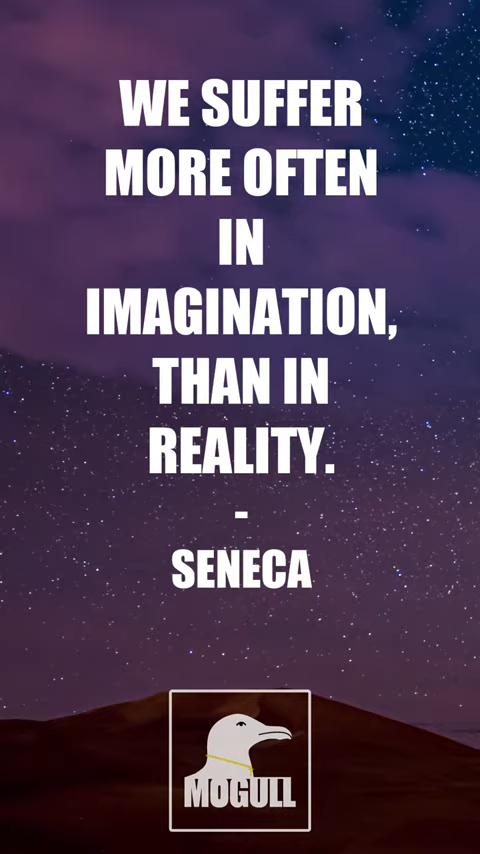 WE SUFFER
MORE OFTEN
IN
IMAGINATION,
THAN IN
REALITY.
-
SENECA
MOGULL